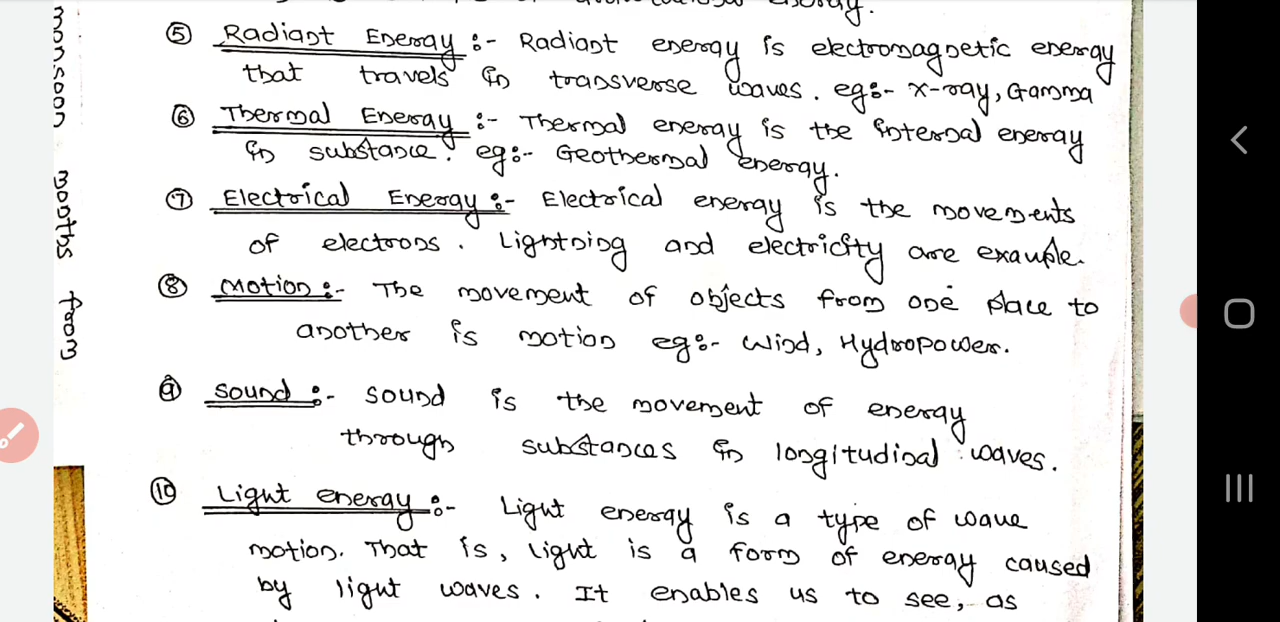 ⑤ Radiant Energy :- Radiant energy is electromagnetic energy
that travels in transverse waves. eg:- x-ray, Gamma
⑥ Thermal Energy :- Thermal energy is the internal energy
in substance. eg:- Geothermal energy.
⑦ Electrical Energy :- Electrical energy is the movements
of electrons. Lightning and electricity are example.
⑧ Motion :- The movement of objects from one place to
another is motion eg:- Wind, Hydropower.
⑨ Sound :- Sound is the movement of energy
through substances in longitudinal waves.
⑩ Light energy :- Light energy is a type of wave
motion. That is, light is a form of energy caused
by light waves. It enables us to see, as
monsoon months from